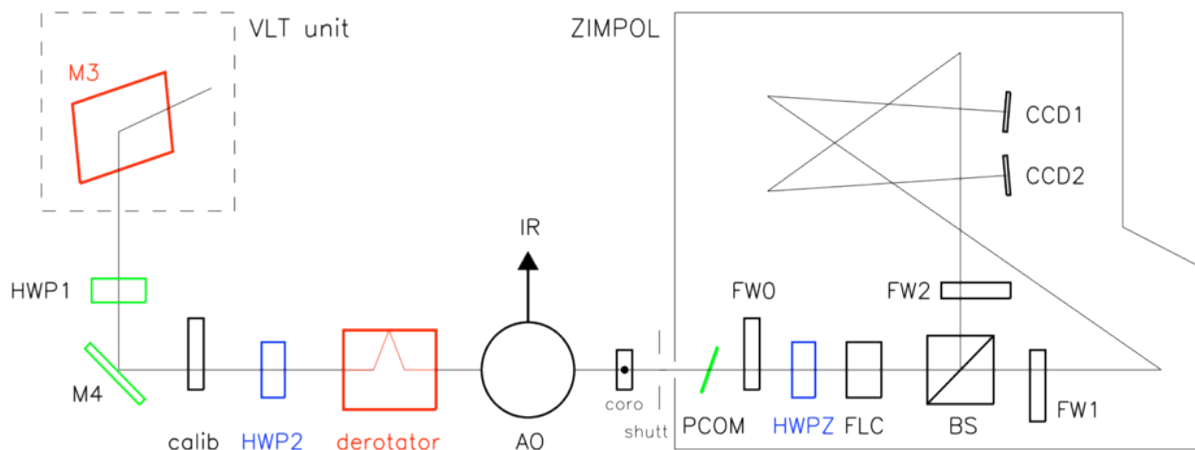 VLT unit
ZIMPOL
M3
CCD1
CCD2
IR
HWP1
FW0
FW2
M4
coro
FW1
shutt
PCOM
HWPZ
FLC
BS
calib
HWP2
derotator
AO